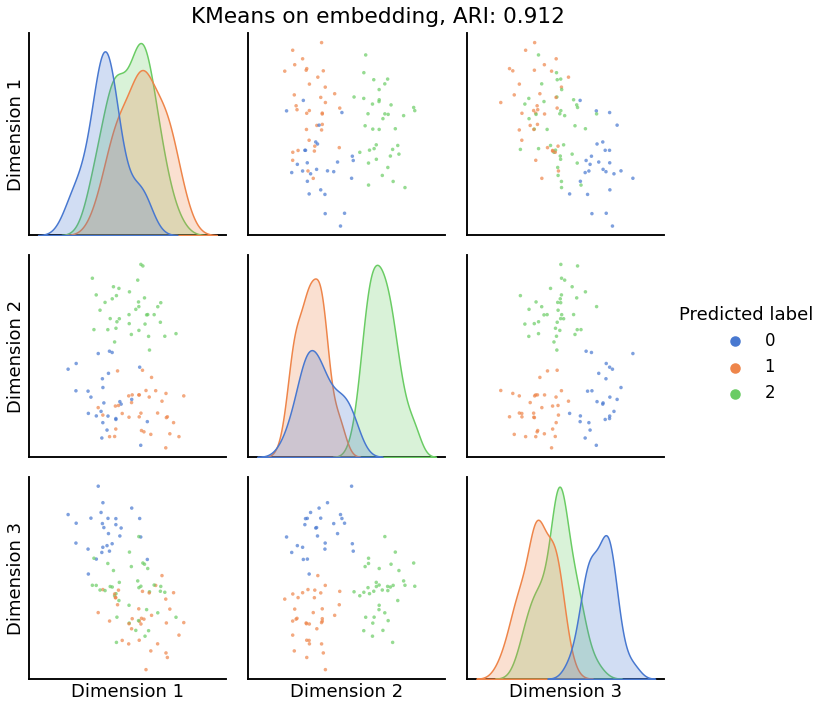 KMeans on embedding, ARI: 0.912
Dimension 1
Dimension 2
Predicted label
0
1
2
Dimension 3
Dimension 1
Dimension 2
Dimension 3